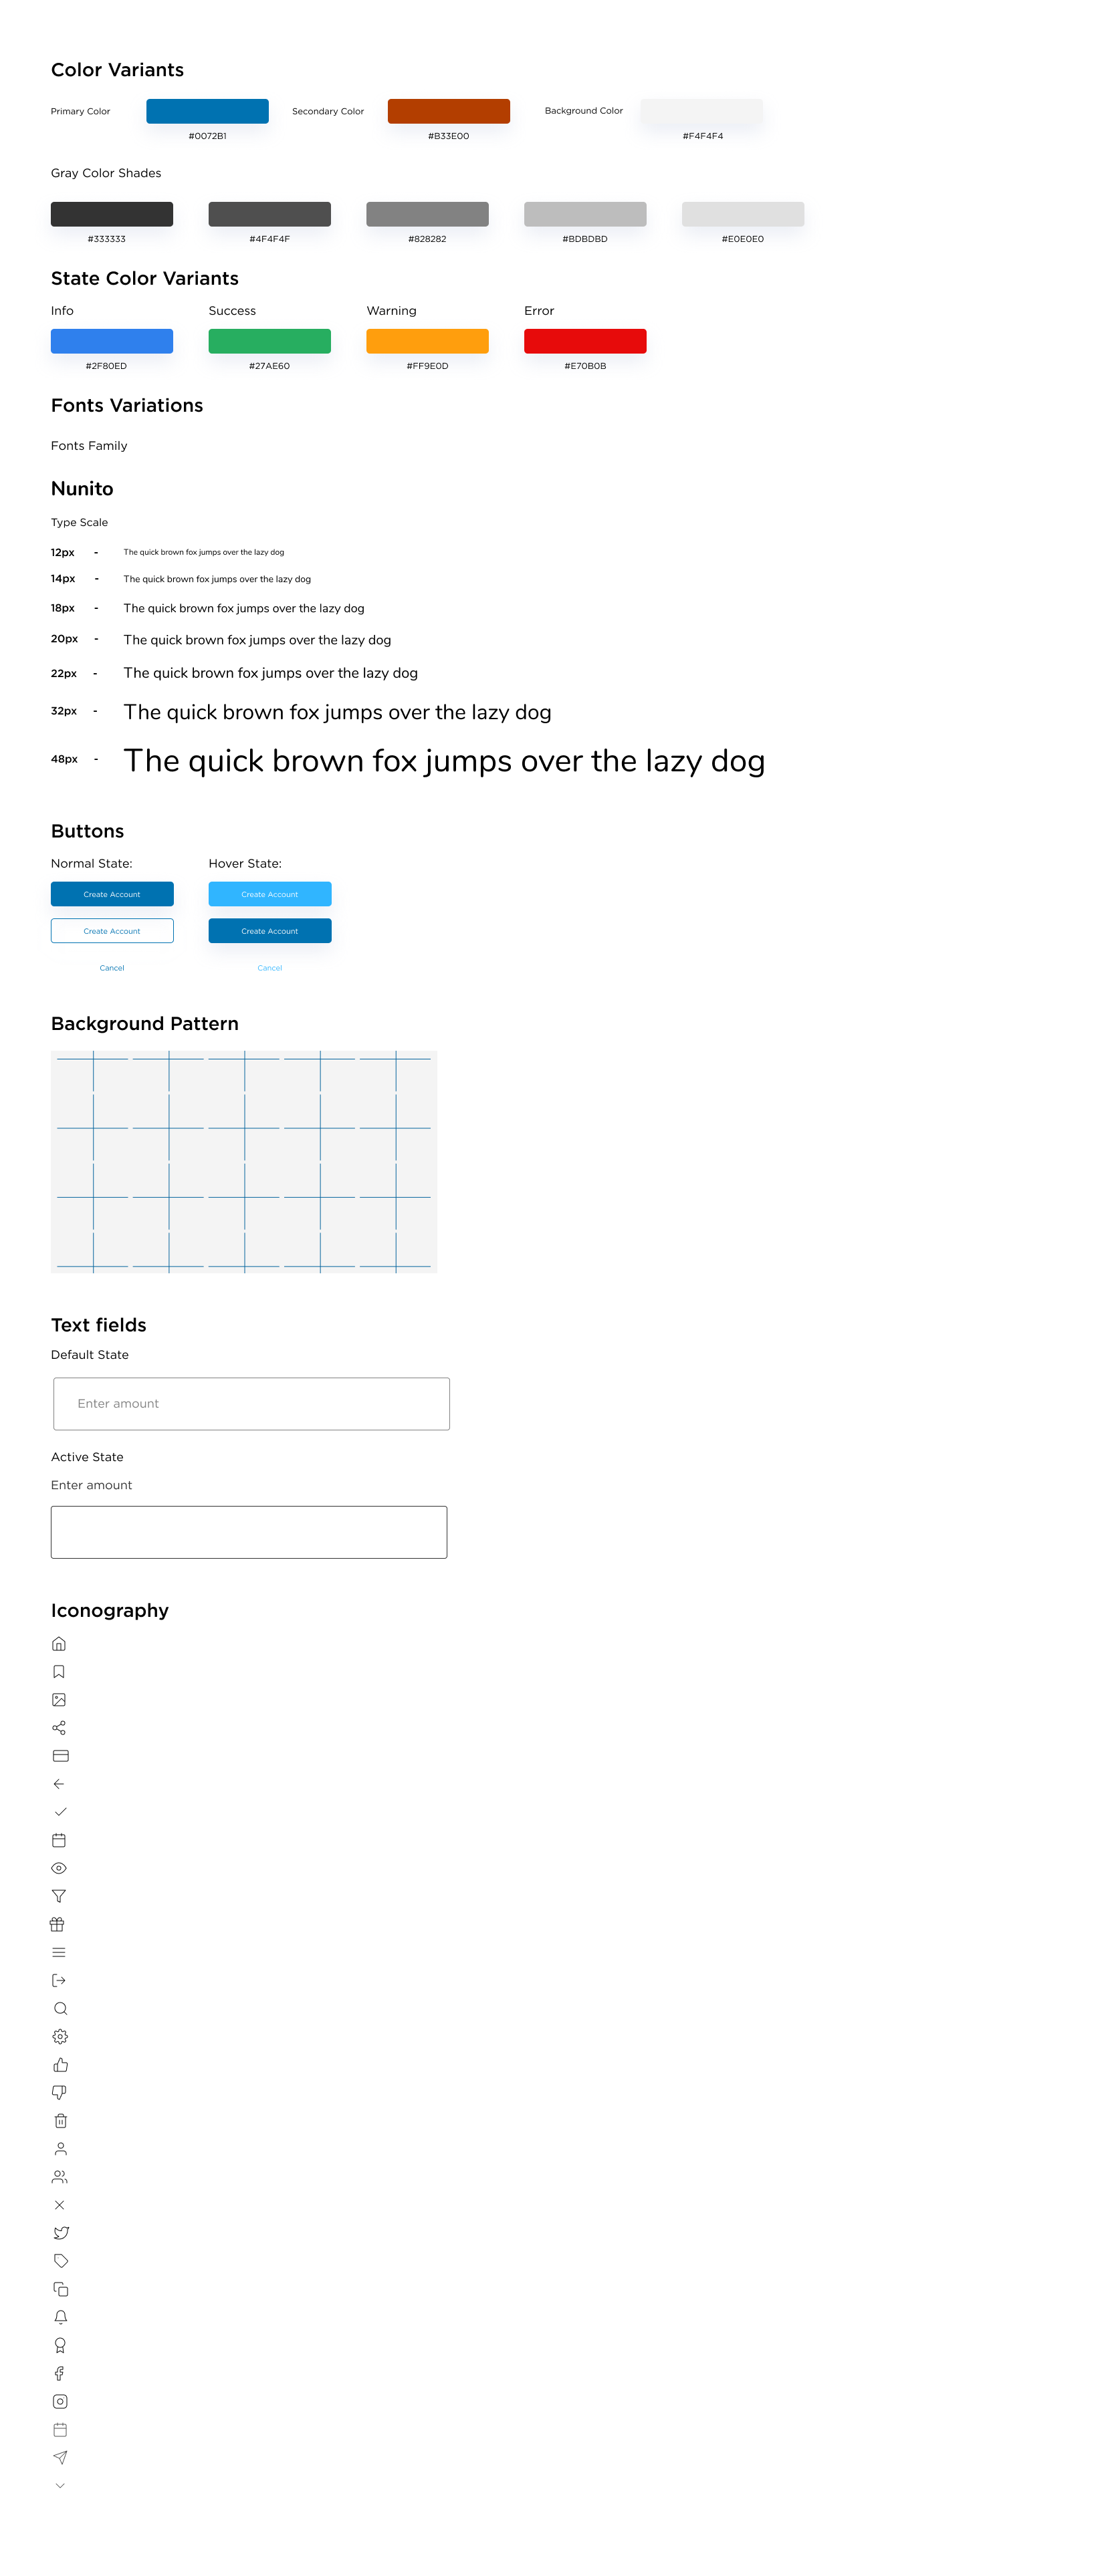 Color Variants
Primary Color
Secondary Color
Background Color
#0072B1
#B33E00
#F4F4F4
Gray Color Shades
#333333
#4F4F4F
#828282
#BDBDBD
#E0E0E0
State Color Variants
Info
Success
Warning
Error
#2F80ED
#27AE60
#FF9E0D
#E70B0B
Fonts Variations
Fonts Family
Nunito
Type Scale
12px - The quick brown fox jumps over the lazy dog
14px - The quick brown fox jumps over the lazy dog
18px - The quick brown fox jumps over the lazy dog
20px - The quick brown fox jumps over the lazy dog
22px - The quick brown fox jumps over the lazy dog
32px - The quick brown fox jumps over the lazy dog
48px - The quick brown fox jumps over the lazy dog
Buttons
Normal State:
Hover State:
Create Account
Create Account
Create Account
Create Account
Cancel
Cancel
Background Pattern
Text fields
Default State
Enter amount
Active State
Enter amount
Iconography